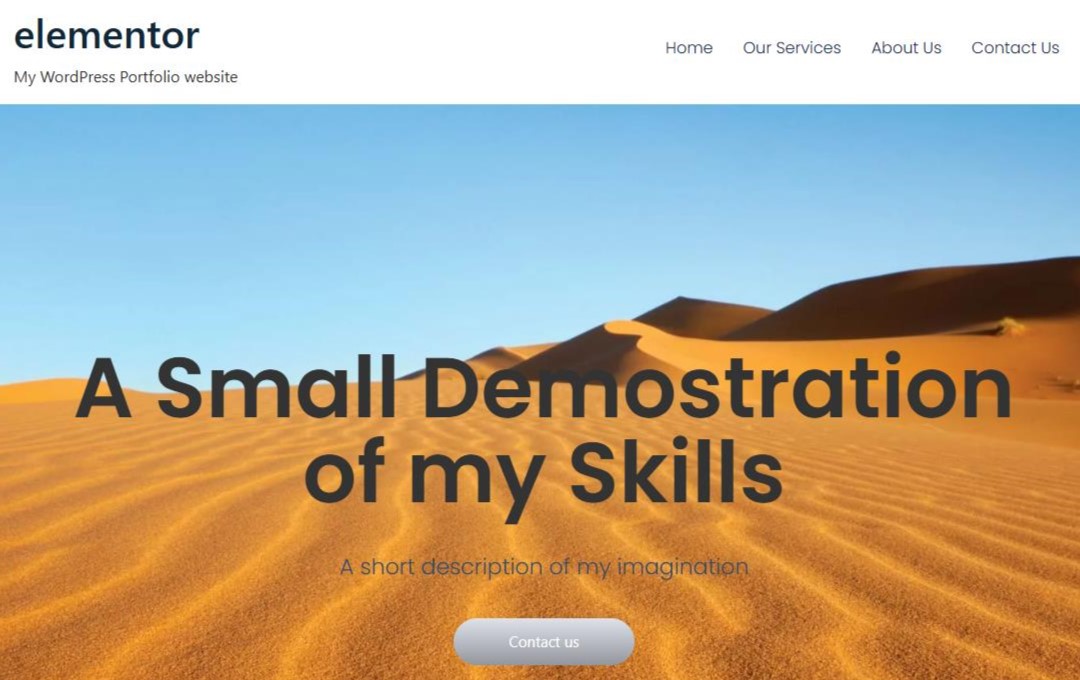 elementor
My WordPress Portfolio website
Home Our Services About Us Contact Us
A Small Demostration
of my Skills
A short description of my imagination
Contact us